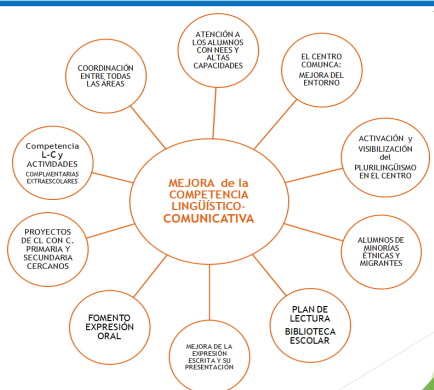 ATENCIÓN A
LOS ALUMNOS
CON NEES Y
ALTAS
CAPACIDADES
EL CENTRO
COMUNCA:
MEJORA DEL
ENTORNO
COORDINACIÓN
ENTRE TODAS
LAS ÁREAS
ACTIVACIÓN y
VISIBILIZACIÓN
del
PLURILINGÜISMO
EN EL CENTRO
Competencia
L-C y
ACTIVIDADES
COMPLMENTARIAS
EXTRAESCOLARES
MEJORA de la
COMPETENCIA
LINGÜÍSTICO-
COMUNICATIVA
PROYECTOS
DE CL CON C.
PRIMARIA Y
SECUNDARIA
CERCANOS
ALUMNOS DE
MINORÍAS
ÉTNICAS Y
MIGRANTES
FOMENTO
EXPRESIÓN
ORAL
PLAN DE
LECTURA
BIBLIOTECA
ESCOLAR
MEJORA DE LA
EXPRESIÓN
ESCRITA Y SU
PRESENTACIÓN